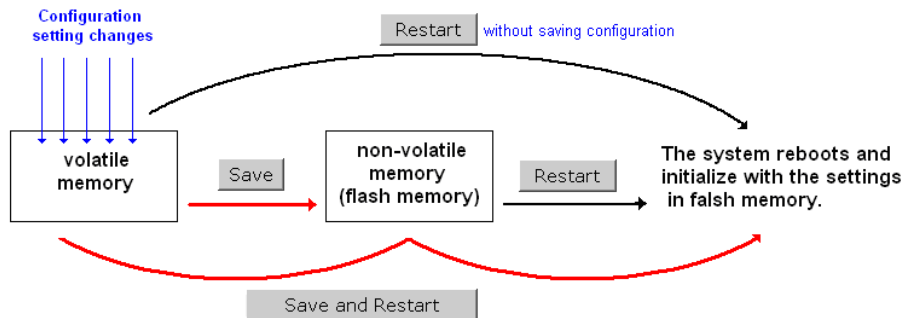 Configuration
setting changes
Restart
without saving configuration
volatile
memory
Save
non-volatile
memory
(flash memory)
Restart
The system reboots and
initialize with the settings
in falsh memory.
Save and Restart